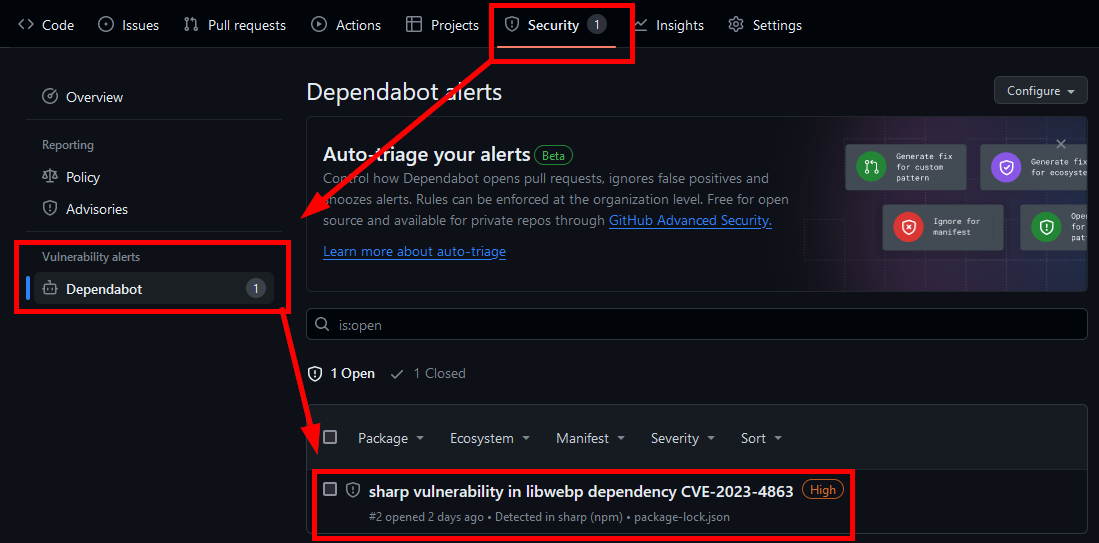 Code Issues Pull requests Actions Projects Security 1 Insights Settings
Overview
Reporting
Policy
Advisories
Vulnerability alerts
Dependabot 1
Dependabot alerts
Configure
Auto-triage your alerts Beta
Control how Dependabot opens pull requests, ignores false positives and
snoozes alerts. Rules can be enforced at the organization level. Free for open
source and available for private repos through GitHub Advanced Security.
Learn more about auto-triage
Generate fix
for custom
pattern
Generate fix
for ecosyste
Ignore for
manifest
Ope
for
pat
is:open
1 Open 1 Closed
Package Ecosystem Manifest Severity Sort
sharp vulnerability in libwebp dependency CVE-2023-4863 High
#2 opened 2 days ago • Detected in sharp (npm) • package-lock.json